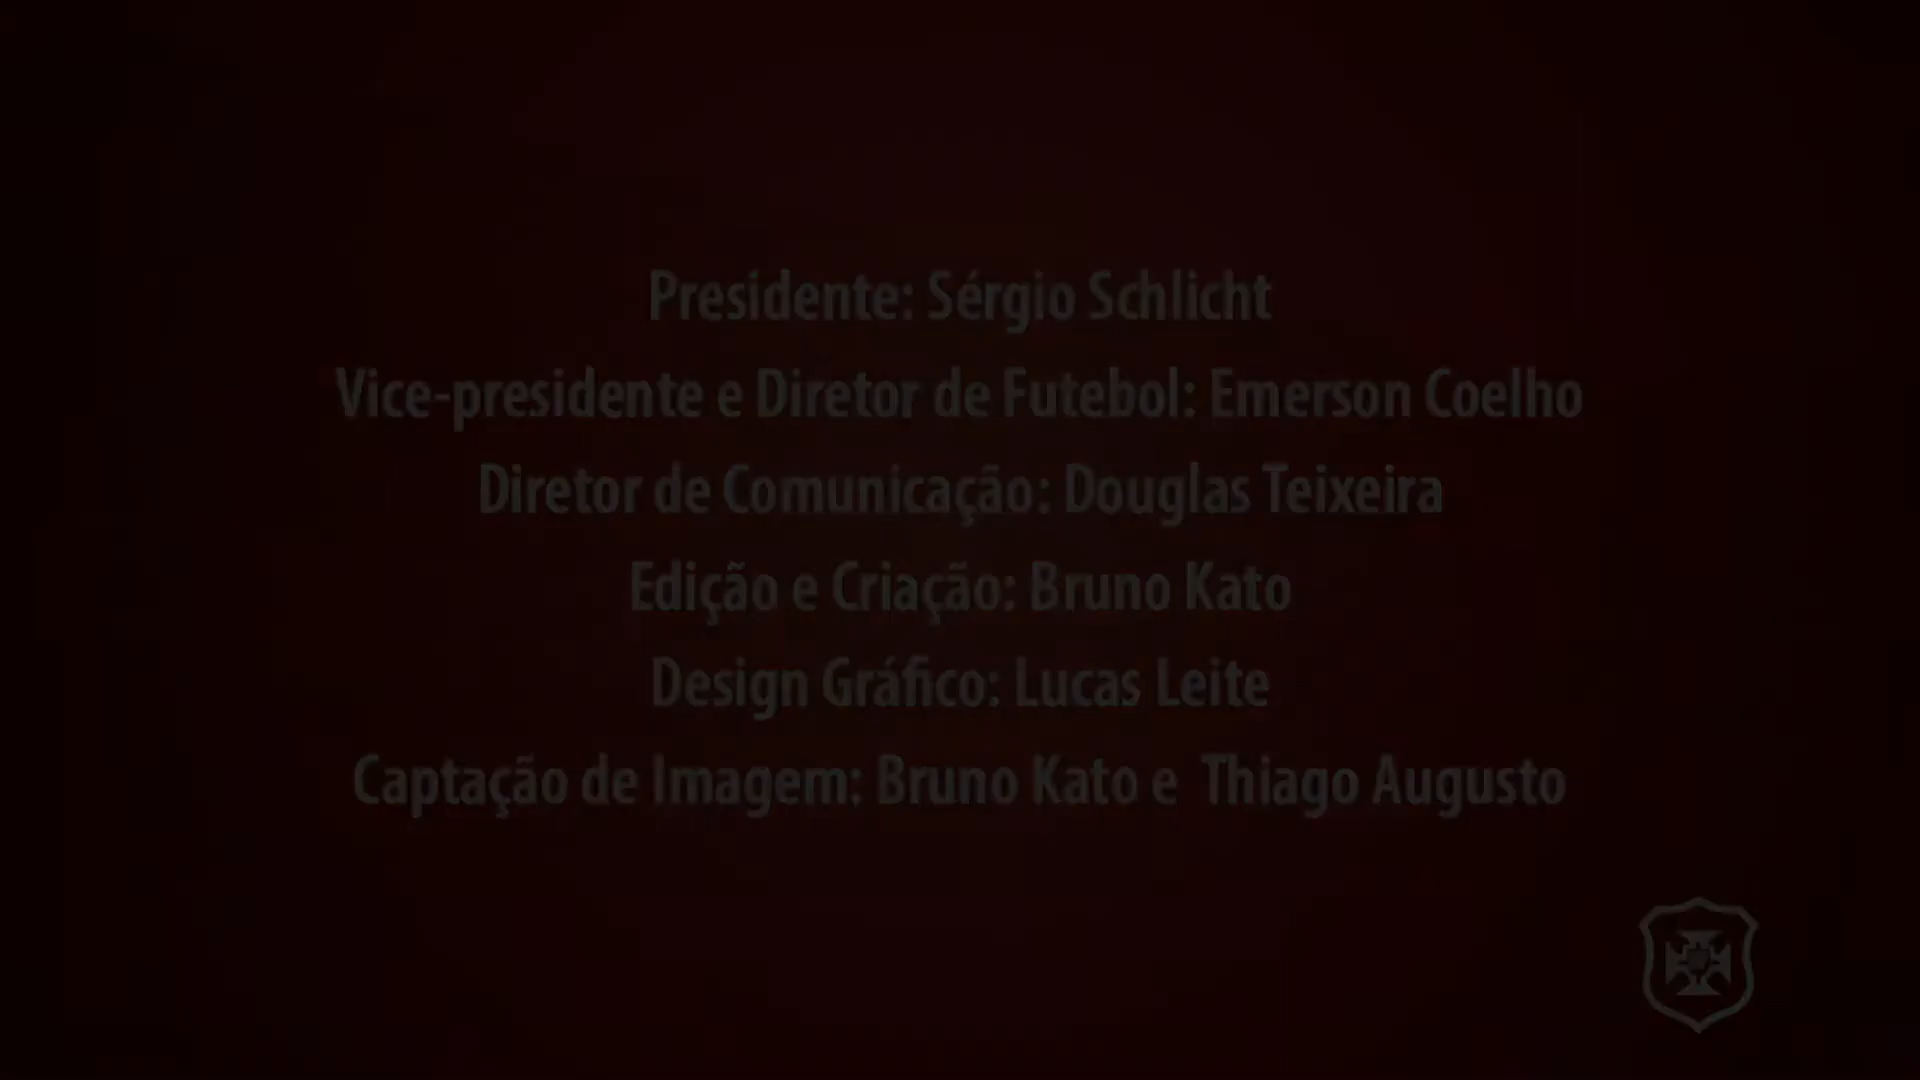 Presidente: Sérgio Schlicht
Vice-presidente e Diretor de Futebol: Emerson Coelho
Diretor de Comunicação: Douglas Teixeira
Edição e Criação: Bruno Kato
Design Gráfico: Lucas Leite
Captação de Imagem: Bruno Kato e Thiago Augusto